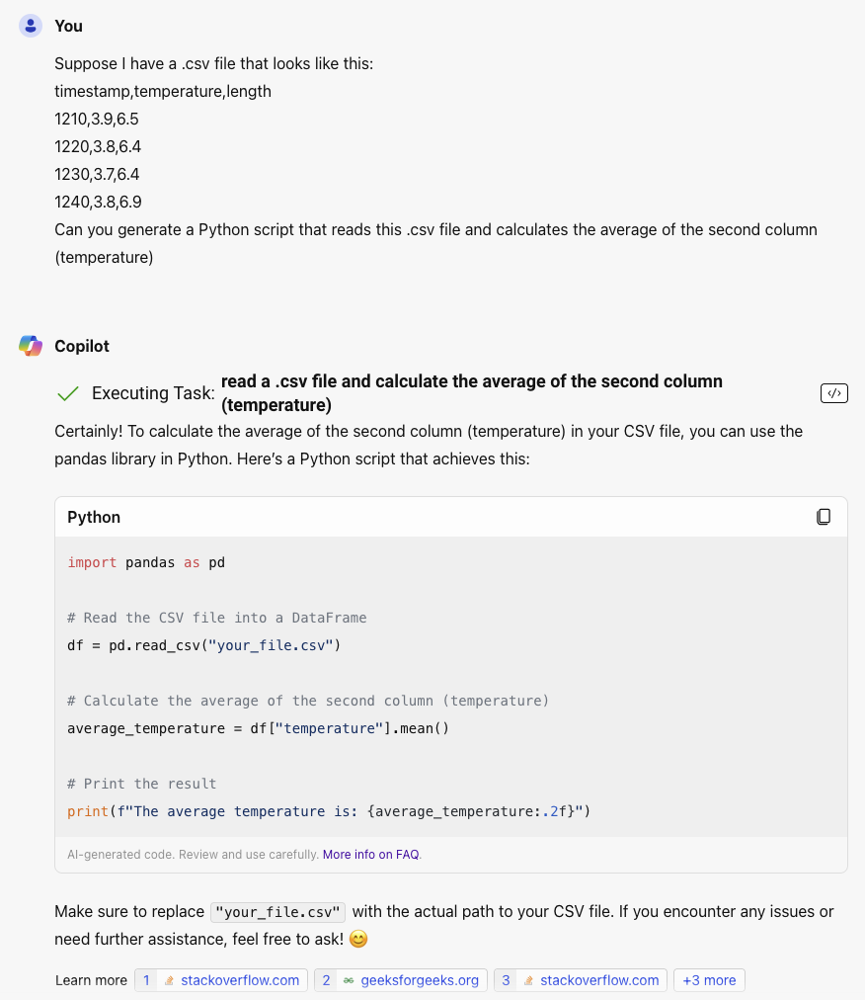 You
Suppose I have a .csv file that looks like this:
timestamp,temperature,length
1210,3.9,6.5
1220,3.8,6.4
1230,3.7,6.4
1240,3.8,6.9
Can you generate a Python script that reads this .csv file and calculates the average of the second column
(temperature)
Copilot
Executing Task: read a .csv file and calculate the average of the second column
(temperature)
</>
Certainly! To calculate the average of the second column (temperature) in your CSV file, you can use the
pandas library in Python. Here’s a Python script that achieves this:
Python
import pandas as pd
# Read the CSV file into a DataFrame
df = pd.read_csv("your_file.csv")
# Calculate the average of the second column (temperature)
average_temperature = df["temperature"].mean()
# Print the result
print(f"The average temperature is: {average_temperature:.2f}")
AI-generated code. Review and use carefully. More info on FAQ.
Make sure to replace "your_file.csv" with the actual path to your CSV file. If you encounter any issues or
need further assistance, feel free to ask! 😊
Learn more 1 stackoverflow.com 2 geeksforgeeks.org 3 stackoverflow.com +3 more